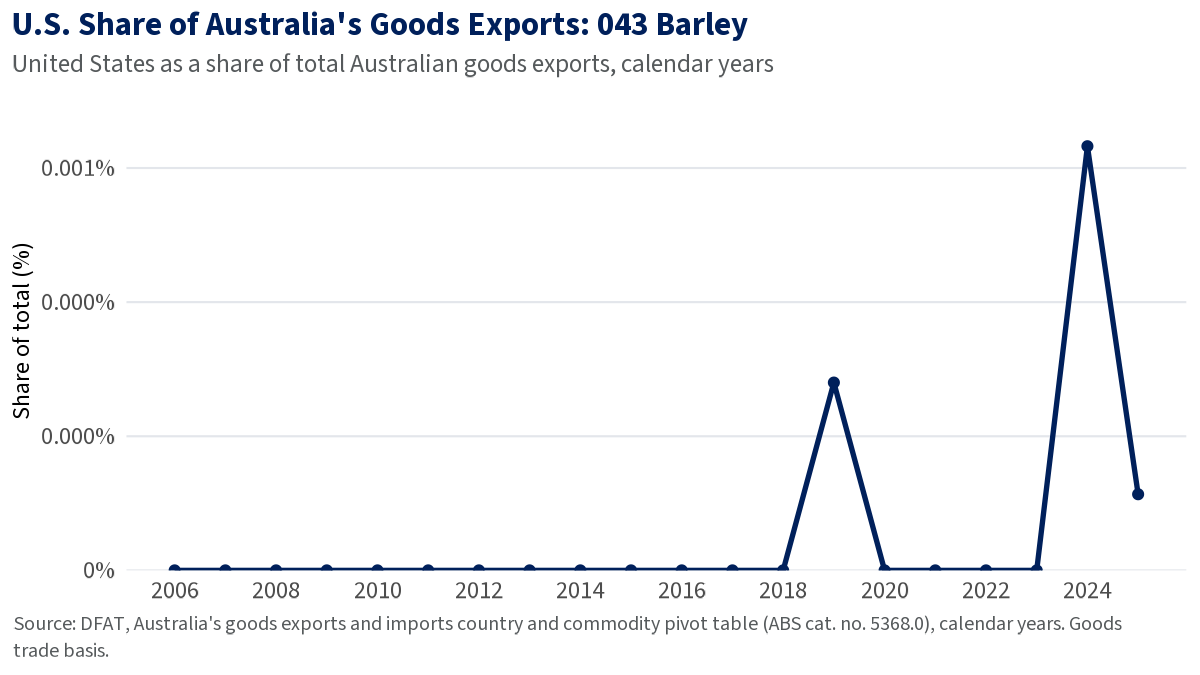 U.S. Share of Australia's Goods Exports: 043 Barley
United States as a share of total Australian goods exports, calendar years
Share of total (%)
0.001%
0.000%
0.000%
0%
2006 2008 2010 2012 2014 2016 2018 2020 2022 2024
Source: DFAT, Australia's goods exports and imports country and commodity pivot table (ABS cat. no. 5368.0), calendar years. Goods
trade basis.